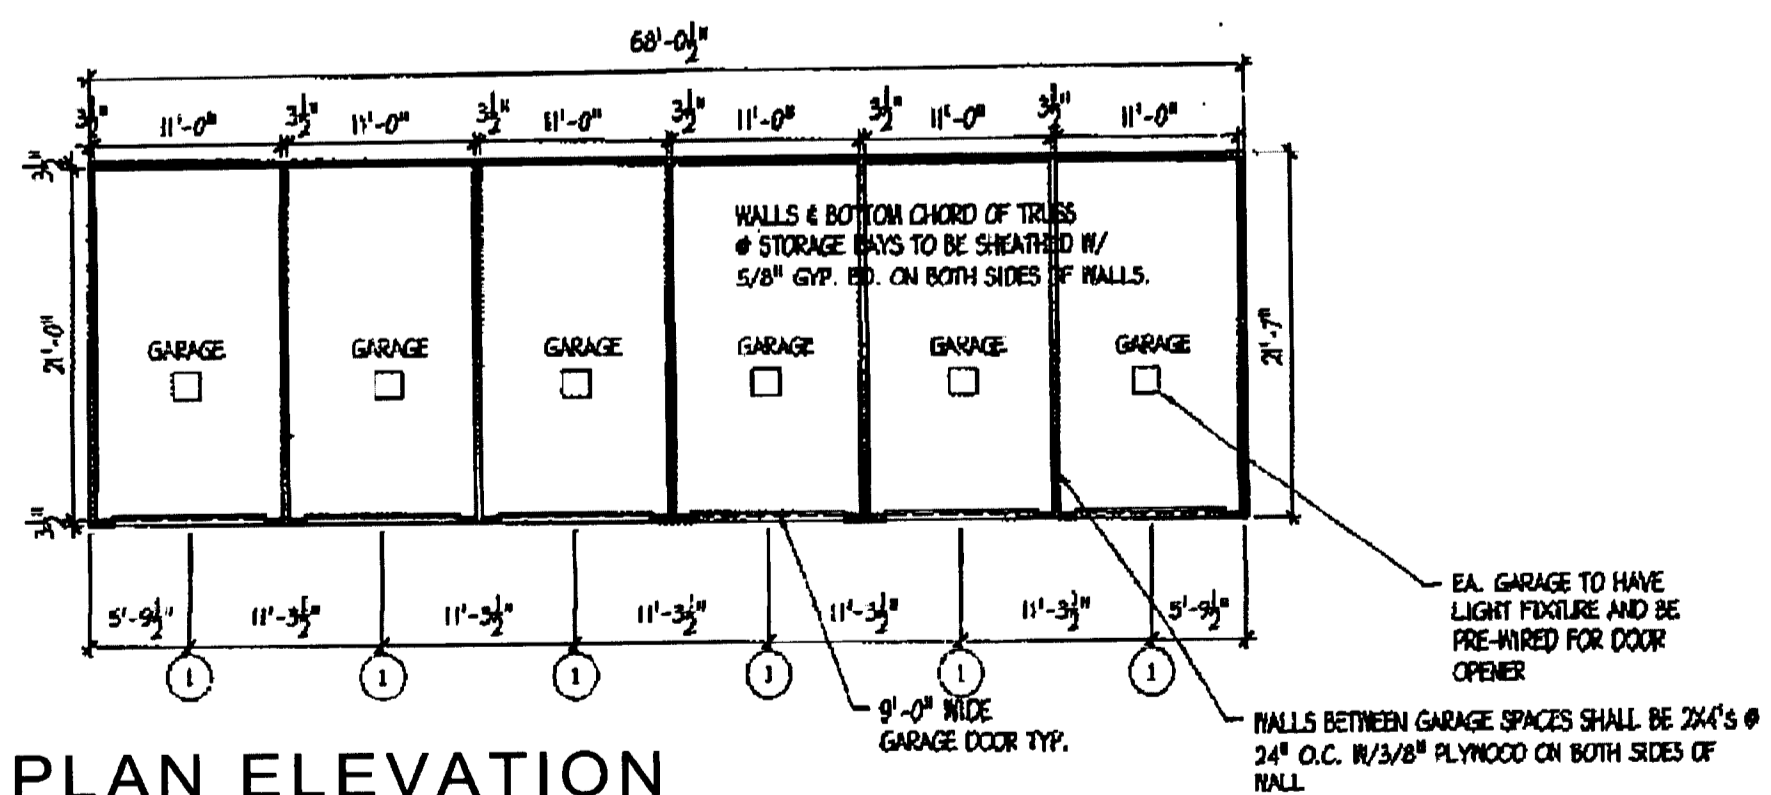 68'-0½"
3½" 11'-0" 3½" 11'-0" 3½" 11'-0" 3½" 11'-0" 3½" 11'-0" 3½" 11'-0"
3½"
WALLS & BOTTOM CHORD OF TRUSS
@ STORAGE BAYS TO BE SHEATHED W/
5/8" GYP. BD. ON BOTH SIDES OF WALLS.
21'-0"
21'-7"
GARAGE GARAGE GARAGE GARAGE GARAGE GARAGE
3½"
5'-9½" 11'-3½" 11'-3½" 11'-3½" 11'-3½" 11'-3½" 5'-9½"
1 1 1 1 1 1
EA. GARAGE TO HAVE
LIGHT FIXTURE AND BE
PRE-WIRED FOR DOOR
OPENER
9'-0" WIDE
GARAGE DOOR TYP.
WALLS BETWEEN GARAGE SPACES SHALL BE 2X4'S @
24" O.C. W/3/8" PLYWOOD ON BOTH SIDES OF
WALL
PLAN ELEVATION